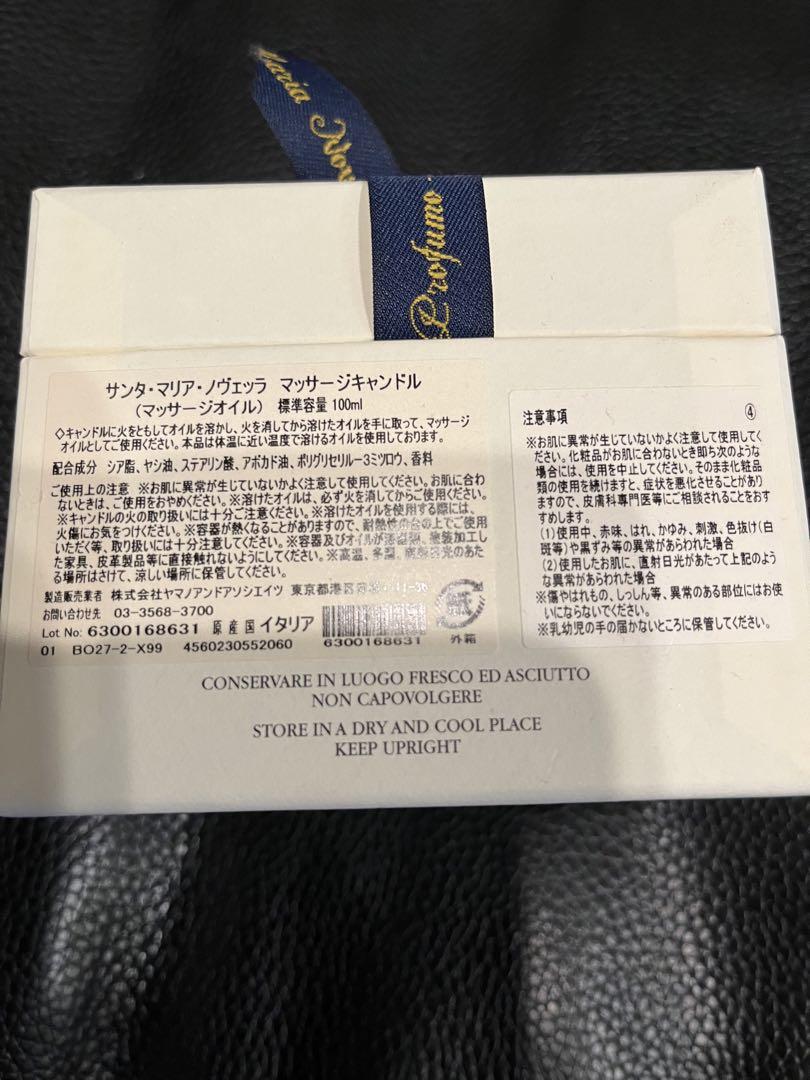 Maria Nov
Profumo
サンタ・マリア・ノヴェッラ マッサージキャンドル
(マッサージオイル) 標準容量 100ml
◇キャンドルに火をともしてオイルを溶かし、火を消してから溶けたオイルを手に取って、マッサージ
オイルとしてご使用ください。本品は体温に近い温度で溶けるオイルを使用しております。
配合成分 シア脂、ヤシ油、ステアリン酸、アボカド油、ポリグリセリル-3ミツロウ、香料
ご使用上の注意 ※お肌に異常が生じていないかよく注意して使用してください。お肌に合わ
ないときは、ご使用をおやめください。※溶けたオイルは、必ず火を消してからご使用ください。
※キャンドルの火の取り扱いには十分ご注意ください。※溶けたオイルを使用する際には、
火傷にお気をつけください。※容器が熱くなることがありますので、耐熱性の台の上でご使用
いただく等、取り扱いには十分注意してください。※容器及びオイルが、塗装加工し
た家具、皮革製品等に直接触れないようにしてください。※高温、多湿、直射日光のあた
る場所はさけて、涼しい場所に保管してください。
製造販売業者 株式会社ヤマノアンドアソシエイツ 東京都港区
お問い合わせ先 03-3568-3700
Lot No: 6300168631 原産国 イタリア
01 BO27-2-X99 4560230552060 6300168631
紙
外箱
注意事項 ④
※お肌に異常が生じていないかよく注意して使用してく
ださい。化粧品がお肌に合わないとき即ち次のような
場合には、使用を中止してください。そのまま化粧品
類の使用を続けますと、症状を悪化させることがあり
ますので、皮膚科専門医等にご相談されることをおす
すめします。
(1)使用中、赤味、はれ、かゆみ、刺激、色抜け(白
斑等)や黒ずみ等の異常があらわれた場合
(2)使用したお肌に、直射日光があたって上記のよう
な異常があらわれた場合
※傷やはれもの、しっしん等、異常のある部位にはお使
いにならないでください。
※乳幼児の手の届かないところに保管してください。
CONSERVARE IN LUOGO FRESCO ED ASCIUTTO
NON CAPOVOLGERE
STORE IN A DRY AND COOL PLACE
KEEP UPRIGHT